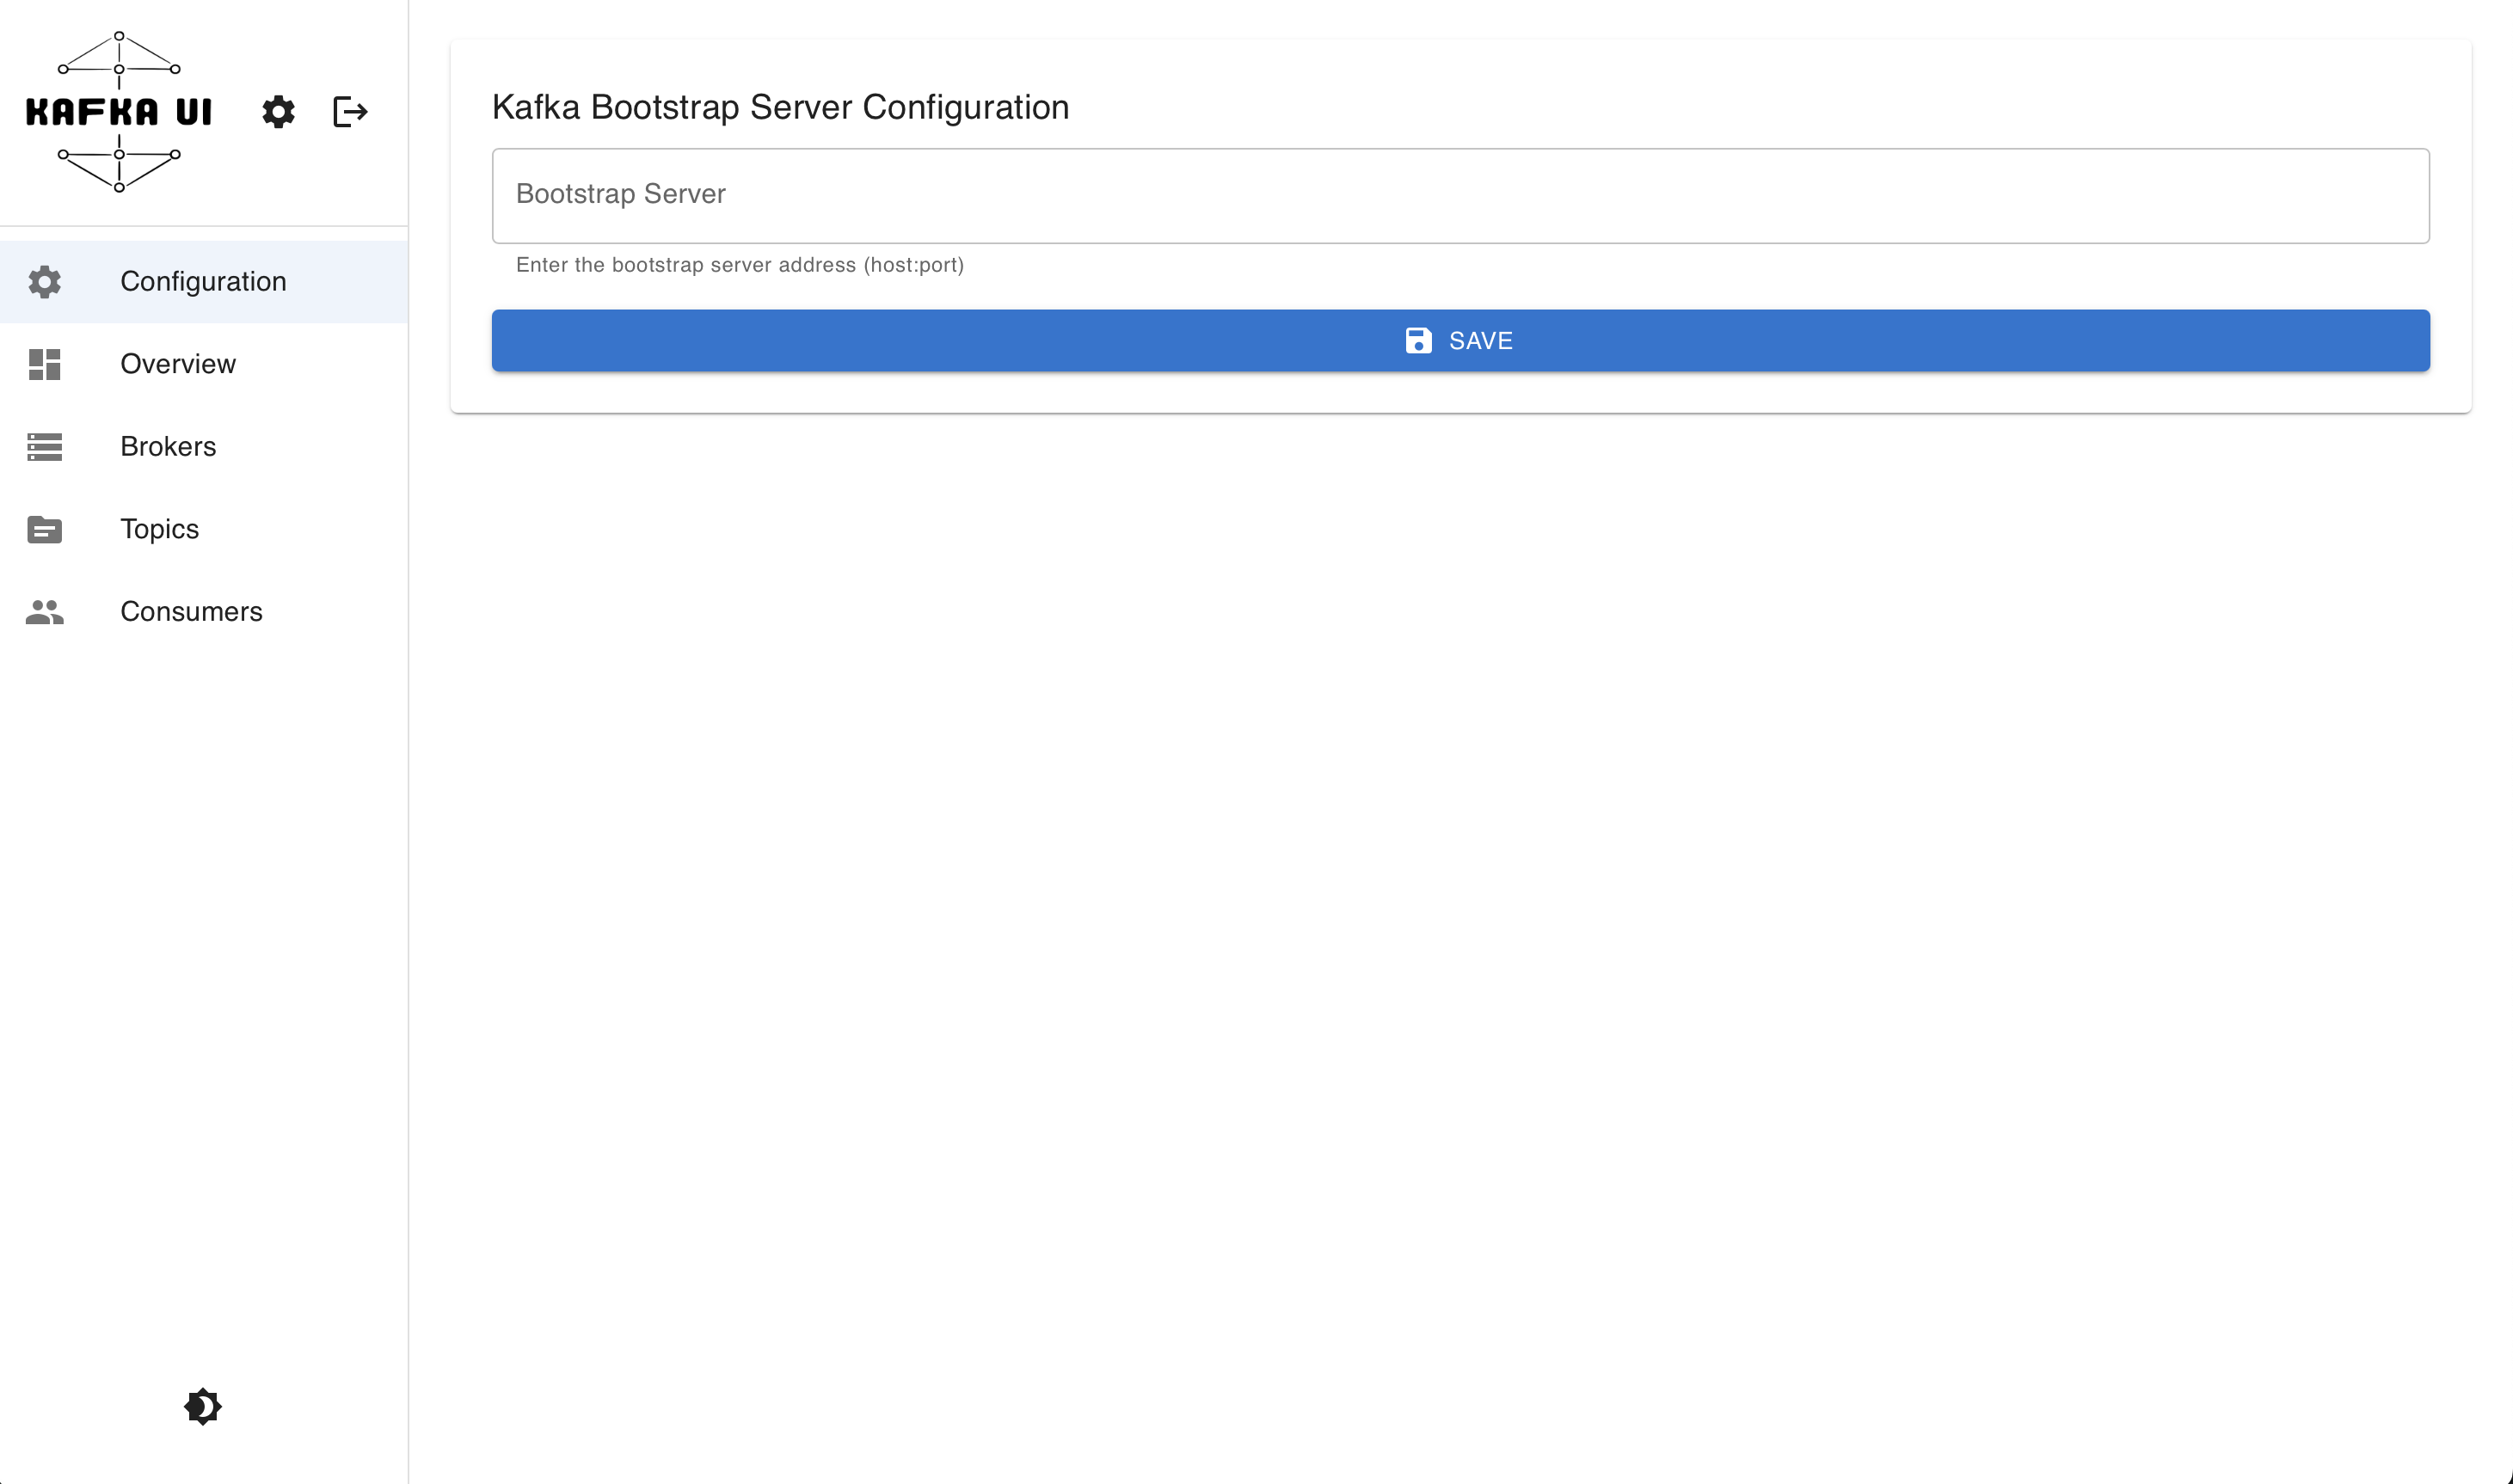 KAFKA UI
Configuration
Overview
Brokers
Topics
Consumers
Kafka Bootstrap Server Configuration
Bootstrap Server
Enter the bootstrap server address (host:port)
SAVE